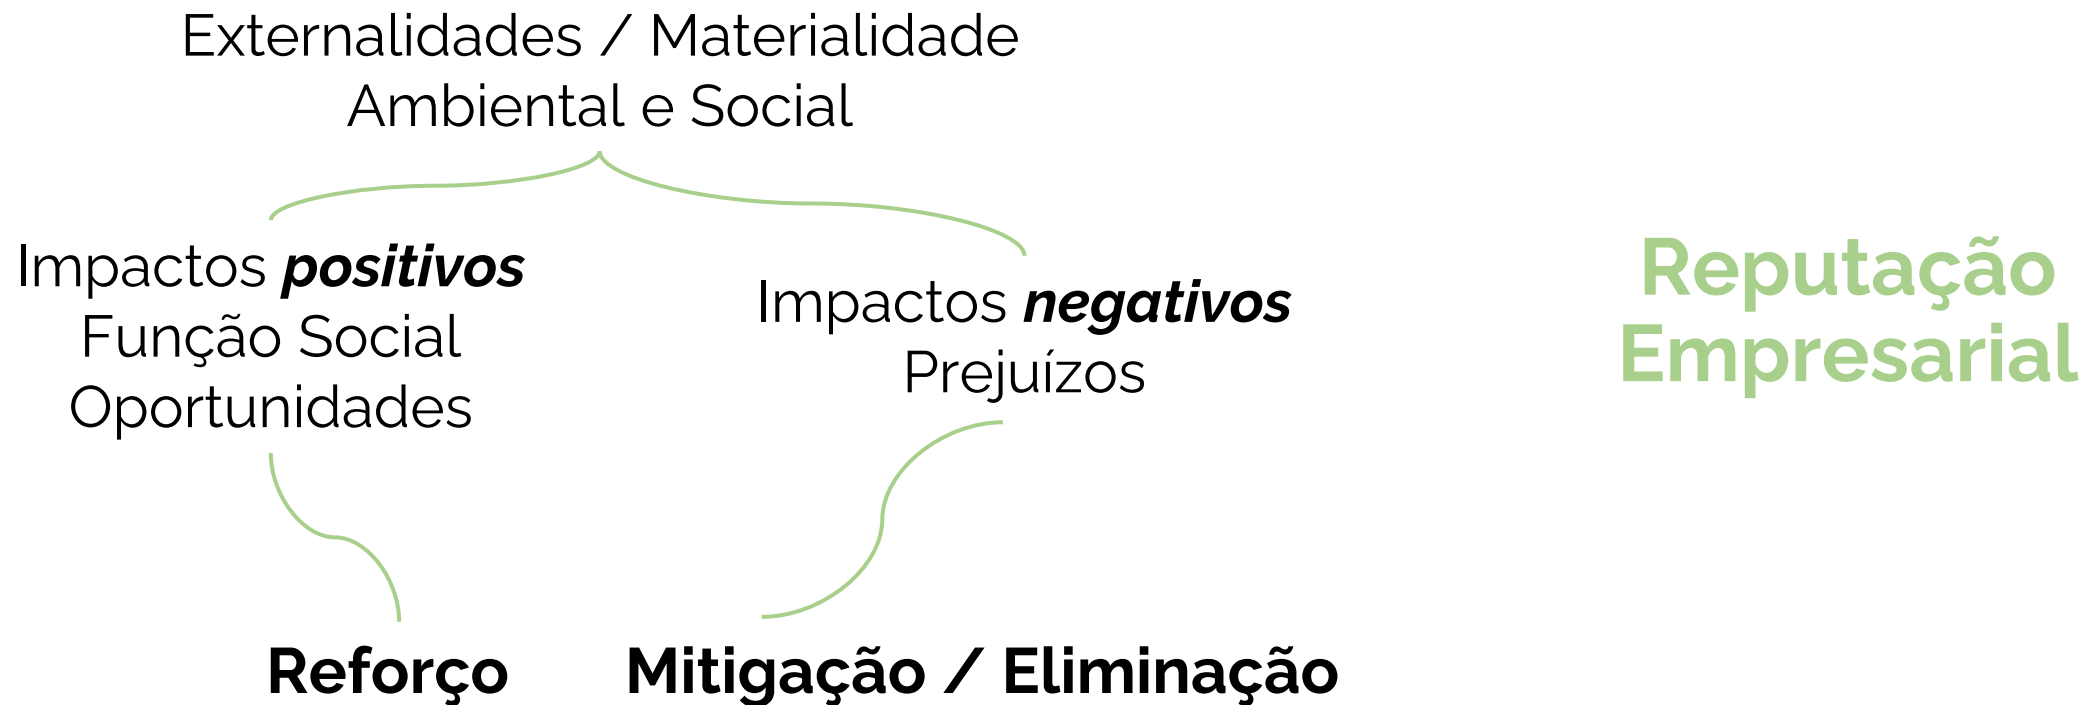 Externalidades / Materialidade
Ambiental e Social
Impactos positivos
Função Social
Oportunidades
Impactos negativos
Prejuízos
Reputação
Empresarial
Reforço
Mitigação / Eliminação